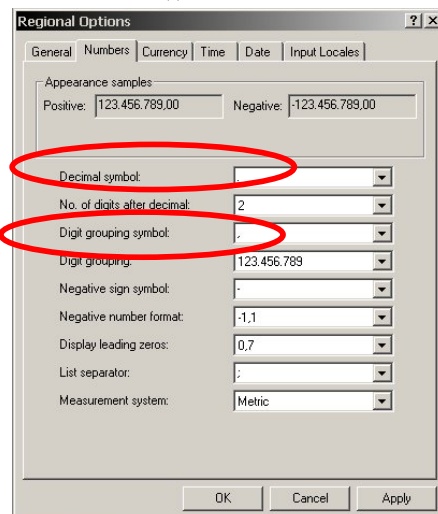 Regional Options
General Numbers Currency Time Date Input Locales
Appearance samples
Positive: 123.456.789,00 Negative: -123.456.789,00
Decimal symbol: .
No. of digits after decimal: 2
Digit grouping symbol: ,
Digit grouping: 123.456.789
Negative sign symbol: -
Negative number format: -1,1
Display leading zeros: 0,7
List separator: ;
Measurement system: Metric
OK Cancel Apply